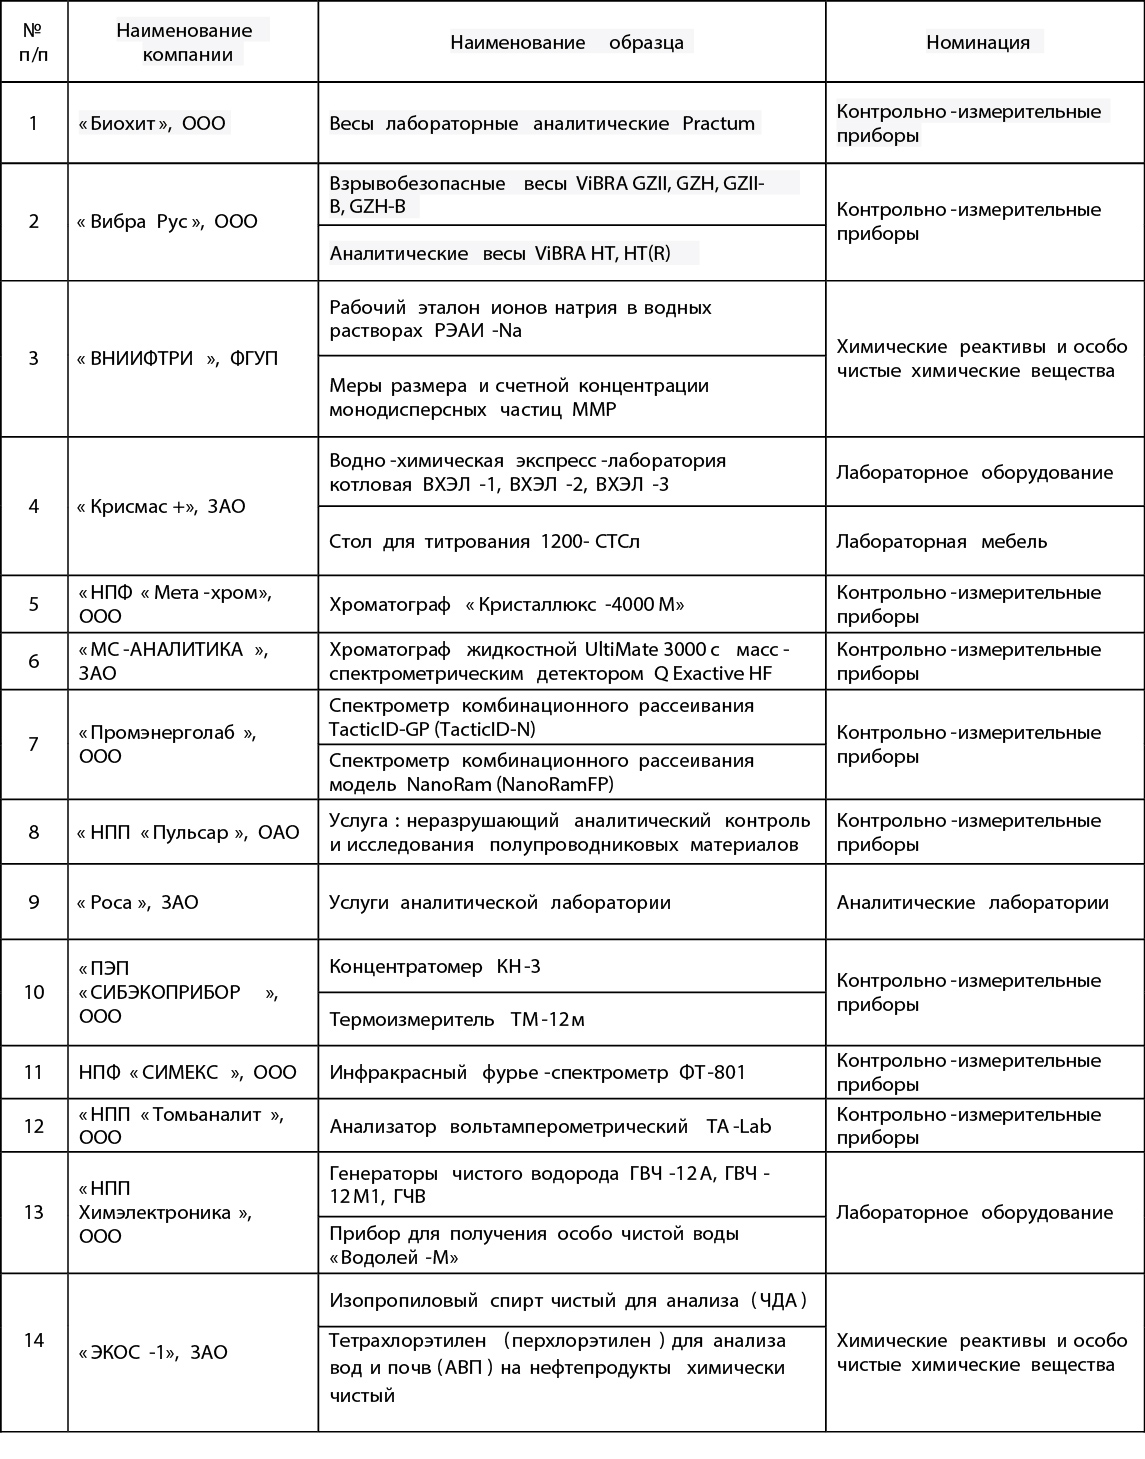 №
п/п
Наименование
компании
Наименование образца
Номинация
1
«Биохит», ООО
Весы лабораторные аналитические Practum
Контрольно-измерительные
приборы
2
«Вибра Рус», ООО
Взрывобезопасные весы ViBRA GZII, GZH, GZII-
B, GZH-B
Аналитические весы ViBRA HT, HT(R)
Контрольно-измерительные
приборы
3
«ВНИИФТРИ», ФГУП
Рабочий эталон ионов натрия в водных
растворах РЭАИ-Na
Меры размера и счетной концентрации
монодисперсных частиц ММР
Химические реактивы и особо
чистые химические вещества
4
«Крисмас+», ЗАО
Водно-химическая экспресс-лаборатория
котловая ВХЭЛ-1, ВХЭЛ-2, ВХЭЛ-3
Лабораторное оборудование
Стол для титрования 1200-СТСл
Лабораторная мебель
5
«НПФ «Мета-хром»,
ООО
Хроматограф «Кристаллюкс-4000 М»
Контрольно-измерительные
приборы
6
«МС-АНАЛИТИКА»,
ЗАО
Хроматограф жидкостной UltiMate 3000 с масс-
спектрометрическим детектором Q Exactive HF
Контрольно-измерительные
приборы
7
«Промэнерголаб»,
ООО
Спектрометр комбинационного рассеивания
TacticID-GP (TacticID-N)
Спектрометр комбинационного рассеивания
модель NanoRam (NanoRamFP)
Контрольно-измерительные
приборы
8
«НПП «Пульсар», ОАО
Услуга: неразрушающий аналитический контроль
и исследования полупроводниковых материалов
Контрольно-измерительные
приборы
9
«Роса», ЗАО
Услуги аналитической лаборатории
Аналитические лаборатории
10
«ПЭП
«СИБЭКОПРИБОР»,
ООО
Концентратомер КН-3
Термоизмеритель ТМ-12м
Контрольно-измерительные
приборы
11
НПФ «СИМЕКС», ООО
Инфракрасный фурье-спектрометр ФТ-801
Контрольно-измерительные
приборы
12
«НПП «Томьаналит»,
ООО
Анализатор вольтамперометрический TA-Lab
Контрольно-измерительные
приборы
13
«НПП
Химэлектроника»,
ООО
Генераторы чистого водорода ГВЧ-12А, ГВЧ-
12М1, ГЧВ
Прибор для получения особо чистой воды
«Водолей-М»
Лабораторное оборудование
14
«ЭКОС-1», ЗАО
Изопропиловый спирт чистый для анализа (ЧДА)
Тетрахлорэтилен (перхлорэтилен) для анализа
вод и почв (АВП) на нефтепродукты химически
чистый
Химические реактивы и особо
чистые химические вещества